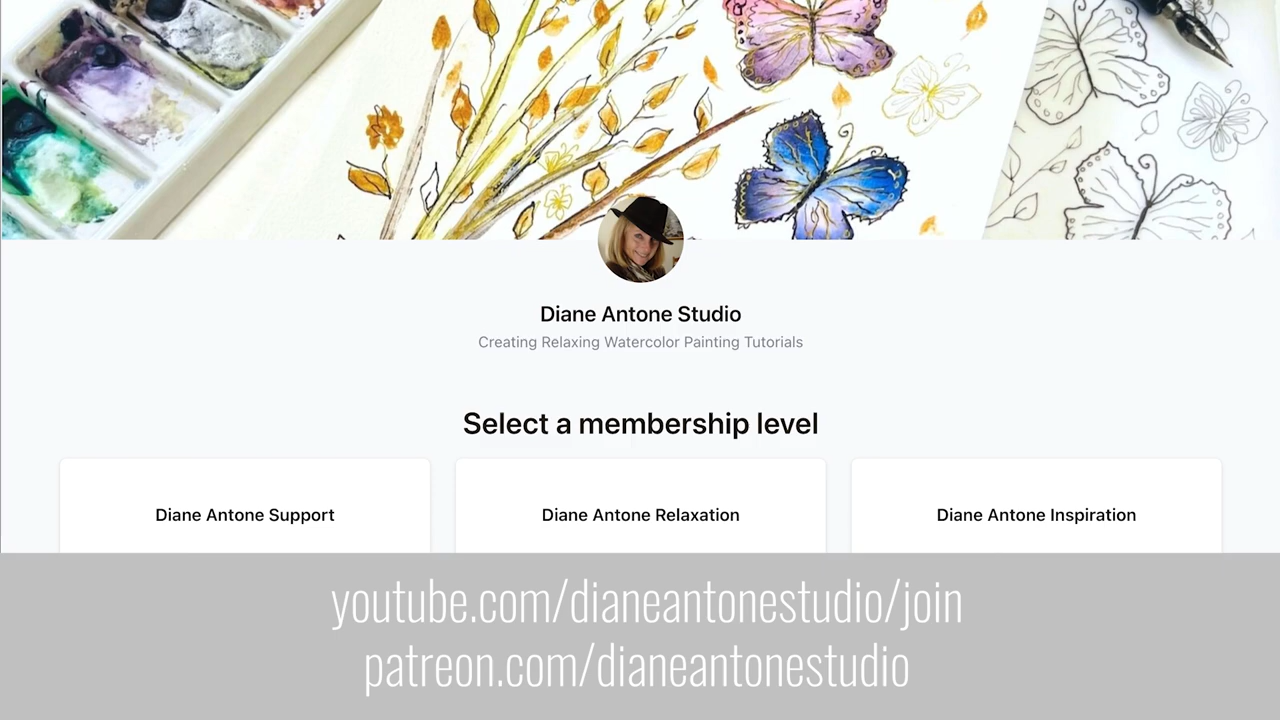 Diane Antone Studio
Creating Relaxing Watercolor Painting Tutorials
Select a membership level
Diane Antone Support
Diane Antone Relaxation
Diane Antone Inspiration
youtube.com/dianeantonestudio/join
patreon.com/dianeantonestudio